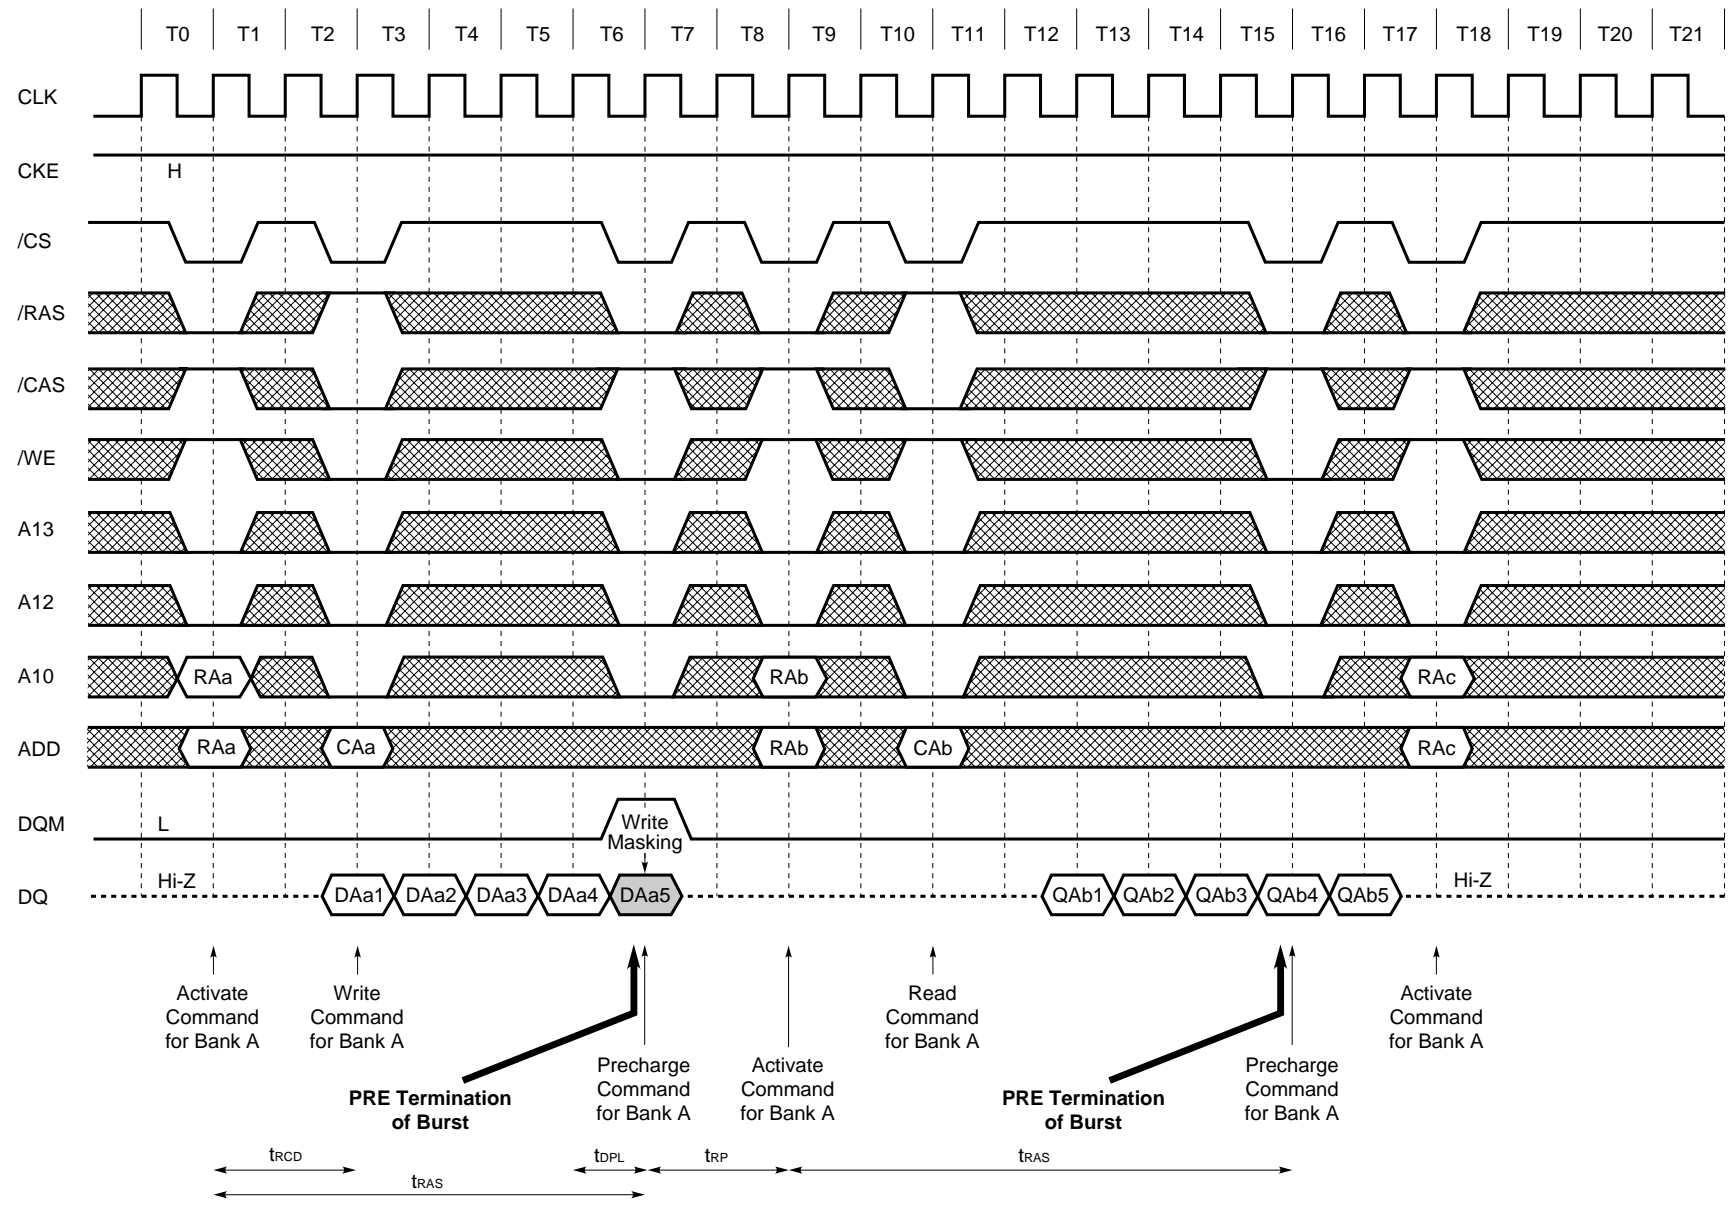 T0 T1 T2 T3 T4 T5 T6 T7 T8 T9 T10 T11 T12 T13 T14 T15 T16 T17 T18 T19 T20 T21
CLK
CKE H
/CS
/RAS
/CAS
/WE
A13
A12
A10 RAa RAb RAc
ADD RAa CAa RAb CAb RAc
DQM L Write
Masking
DQ Hi-Z DAa1 DAa2 DAa3 DAa4 DAa5 QAb1 QAb2 QAb3 QAb4 QAb5 Hi-Z
Activate
Command
for Bank A
Write
Command
for Bank A
PRE Termination
of Burst
Precharge
Command
for Bank A
Activate
Command
for Bank A
Read
Command
for Bank A
PRE Termination
of Burst
Precharge
Command
for Bank A
Activate
Command
for Bank A
tRCD tDPL tRP tRAS
tRAS